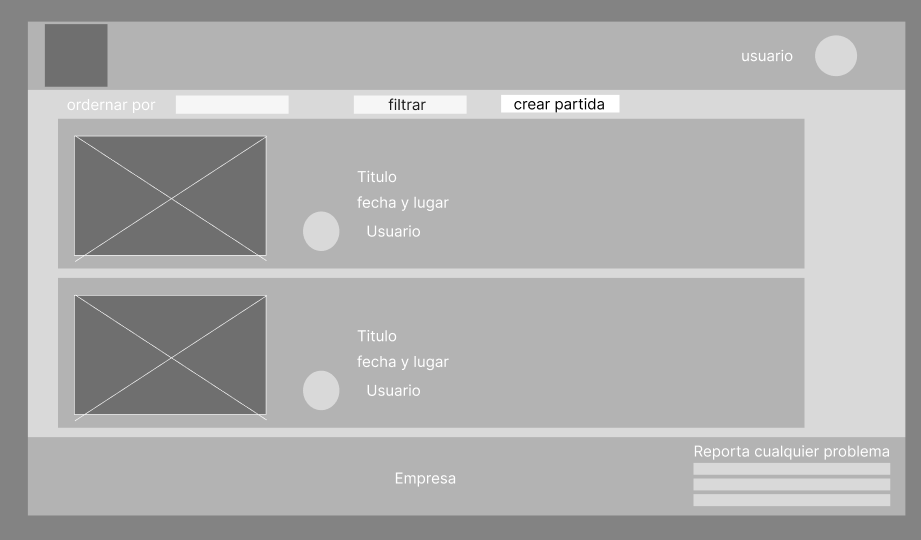 usuario
ordernar por
filtrar
crear partida
Titulo
fecha y lugar
Usuario
Titulo
fecha y lugar
Usuario
Reporta cualquier problema
Empresa